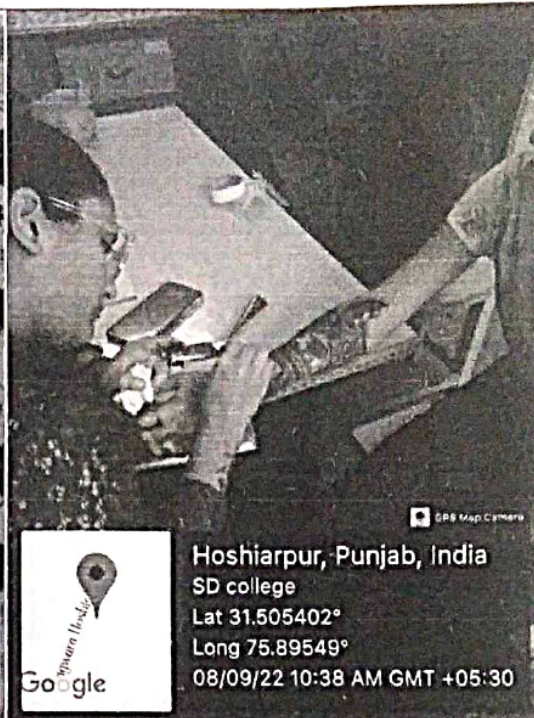 GPS Map Camera
Hoshiarpur, Punjab, India
SD college
Lat 31.505402°
Long 75.89549°
08/09/22 10:38 AM GMT +05:30
Google